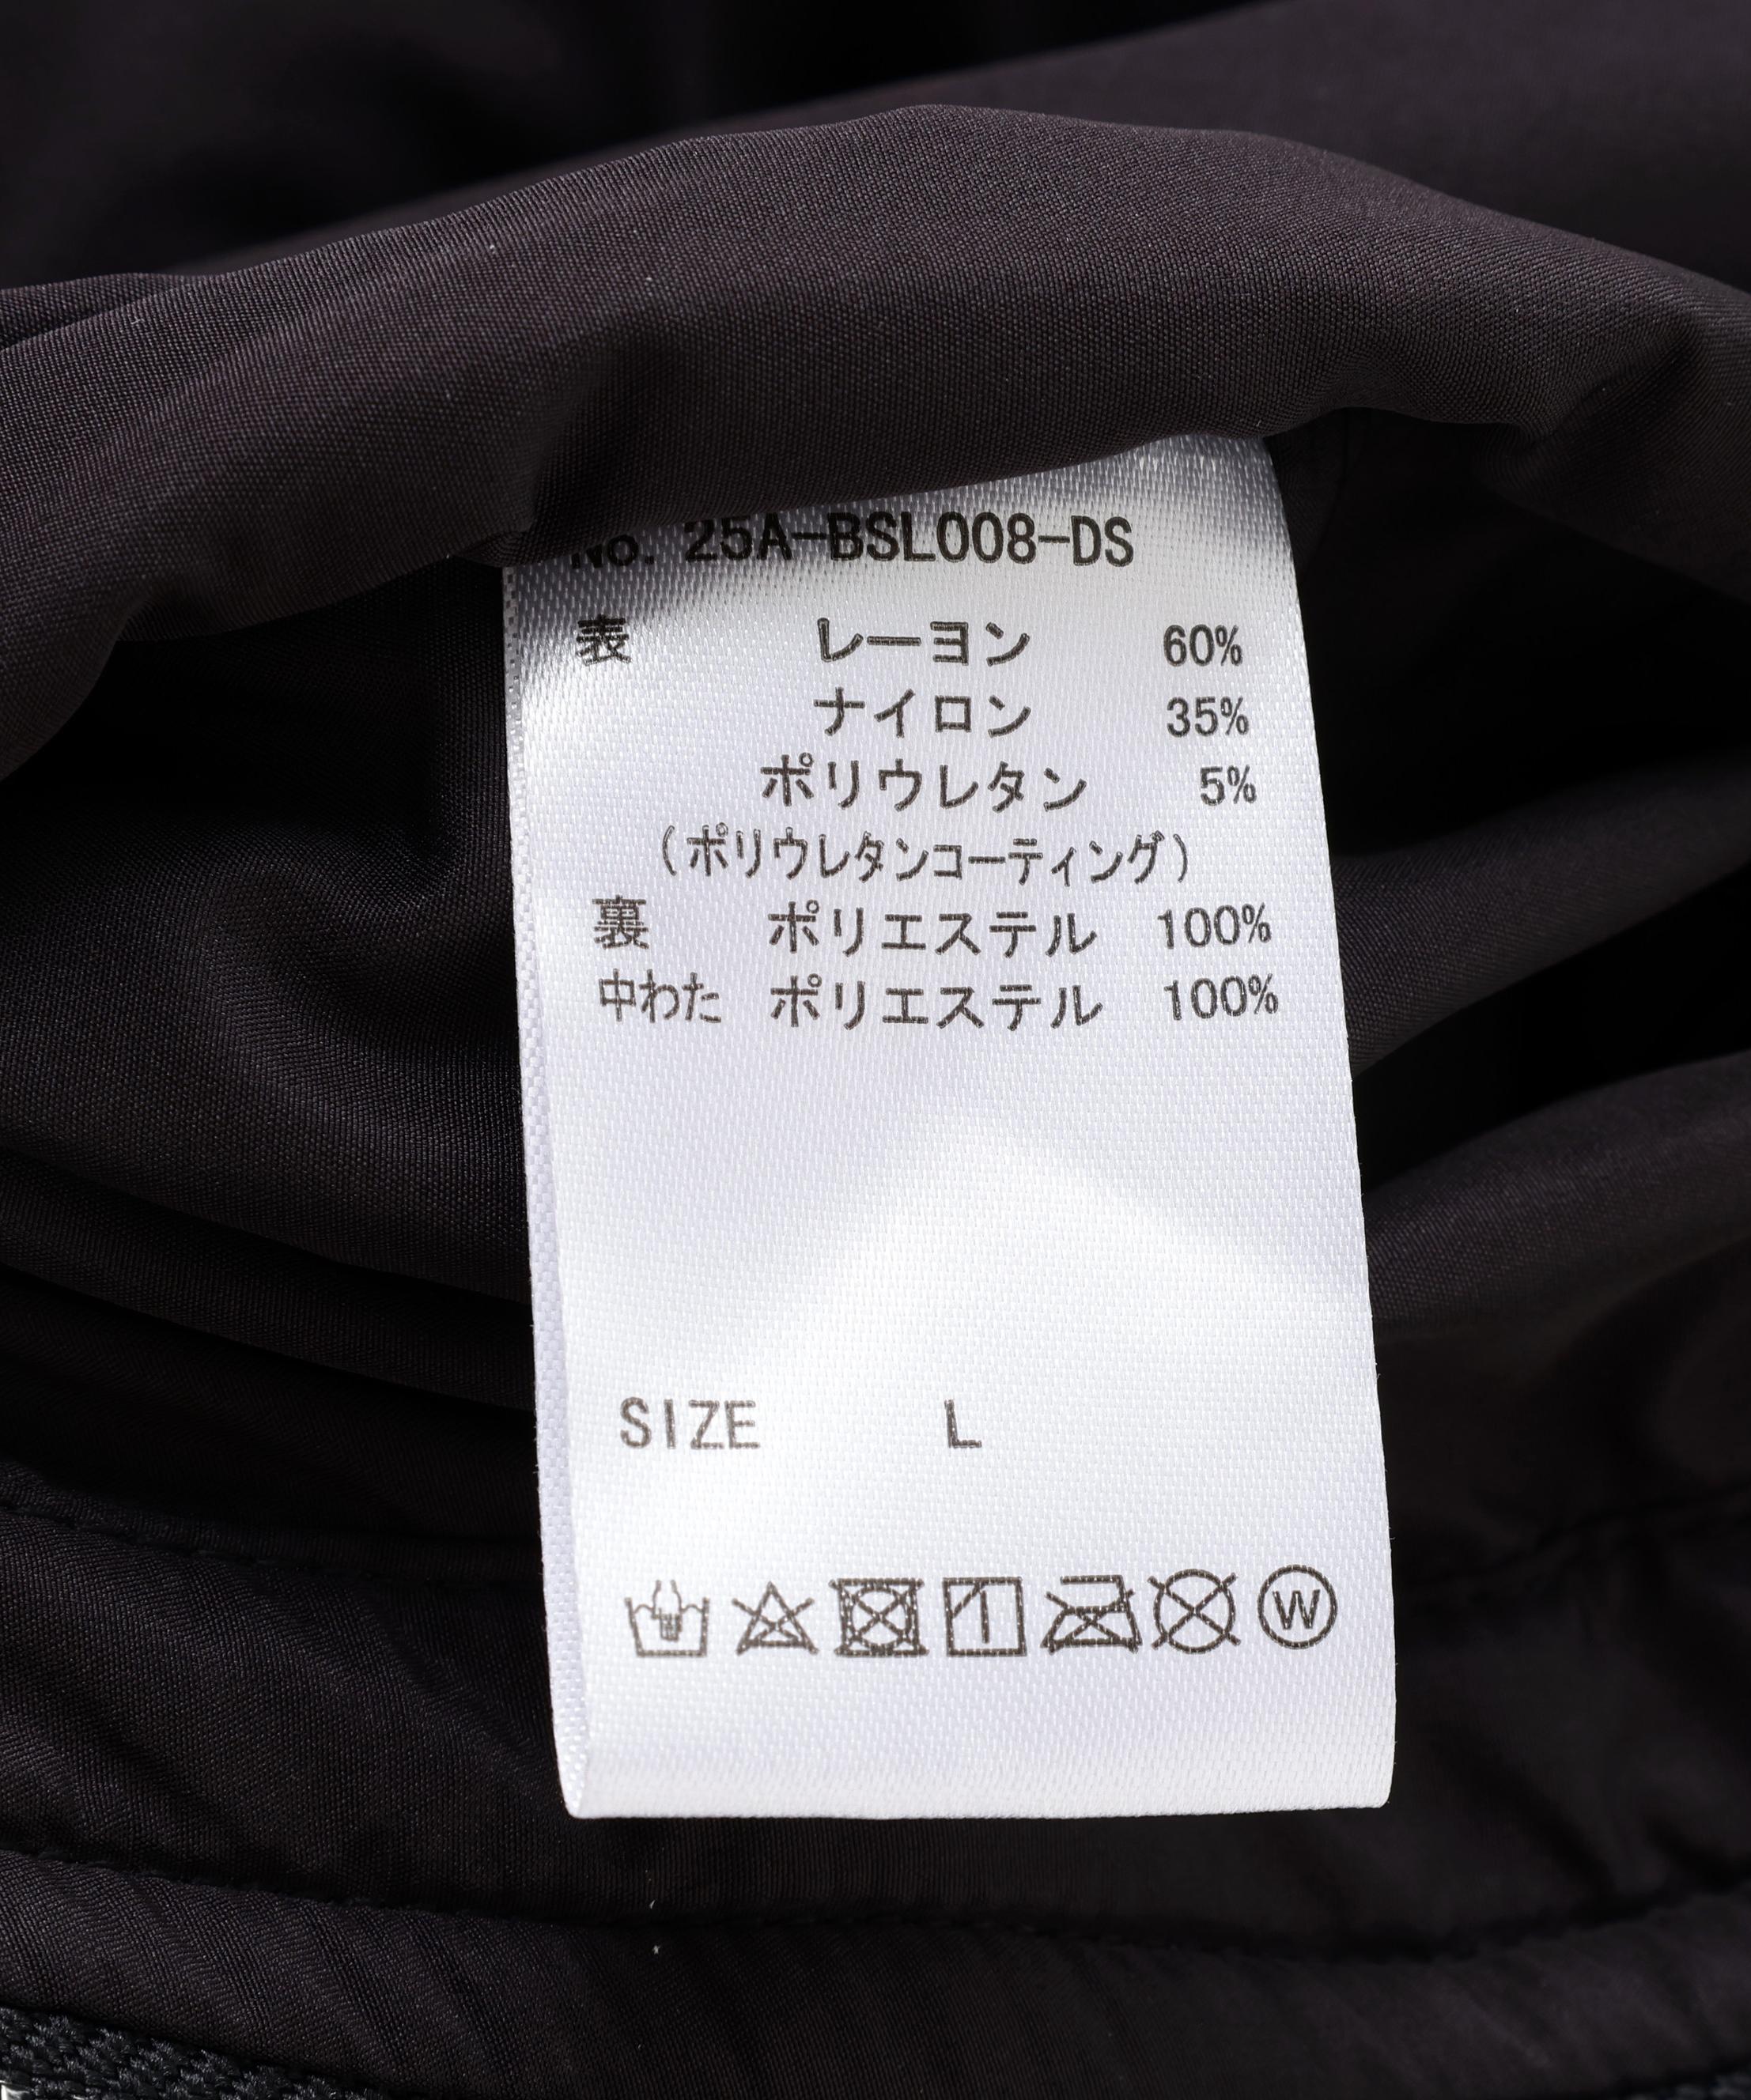 No. 25A-BSL008-DS
表 レーヨン 60%
ナイロン 35%
ポリウレタン 5%
(ポリウレタンコーティング)
裏 ポリエステル 100%
中わた ポリエステル 100%
SIZE L
W